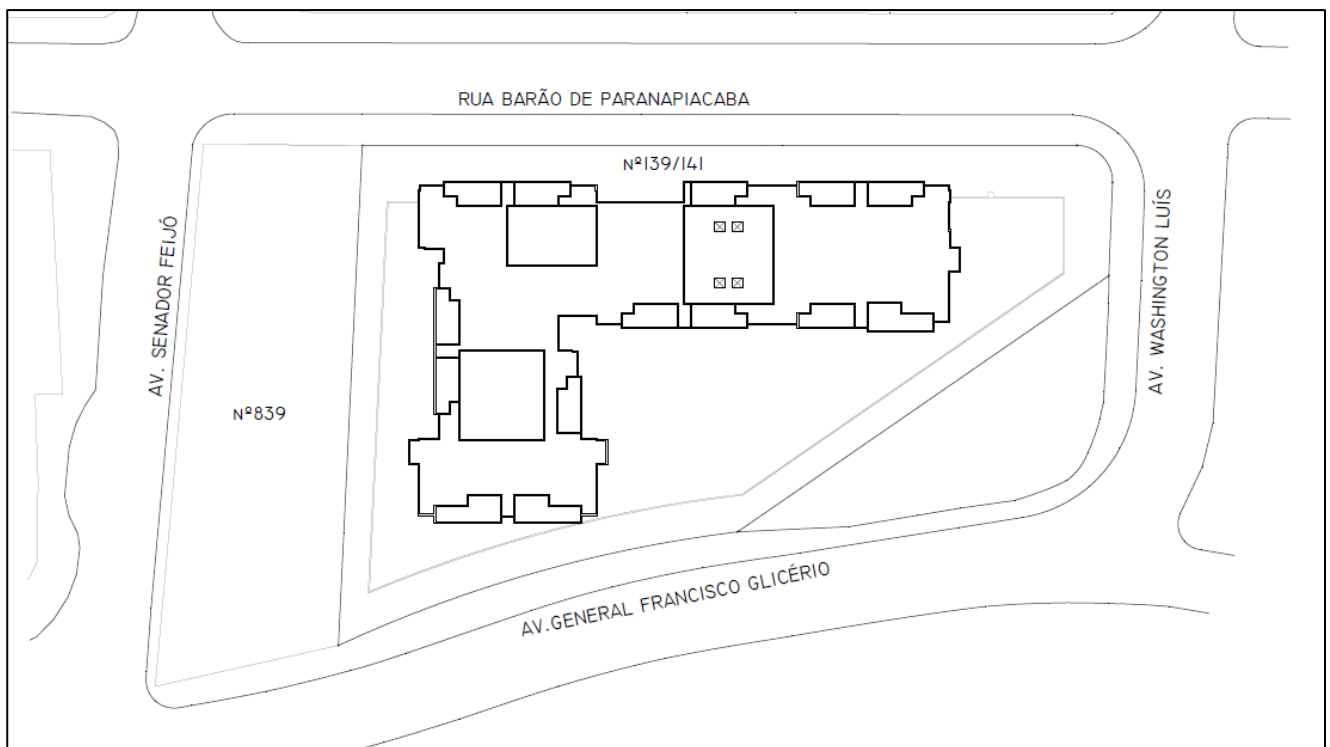 RUA BARÃO DE PARANAPIACABA
Nº139/141
AV. SENADOR FEIJÓ
AV. WASHINGTON LUÍS
Nº839
AV.GENERAL FRANCISCO GLICÉRIO